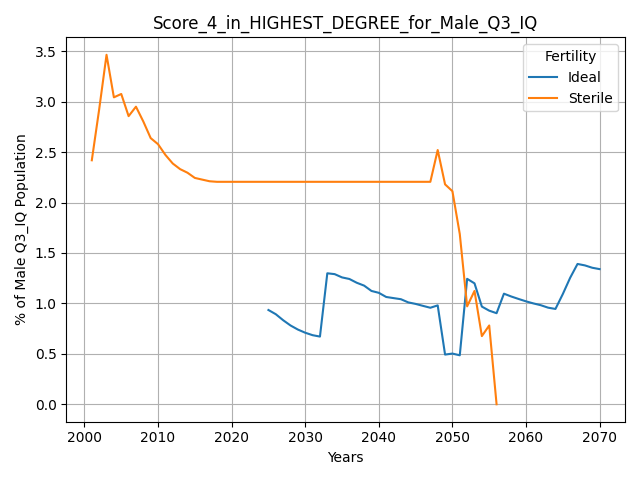 Score_4_in_HIGHEST_DEGREE_for_Male_Q3_IQ
% of Male Q3_IQ Population
3.5
3.0
2.5
2.0
1.5
1.0
0.5
0.0
Fertility
Ideal
Sterile
2000 2010 2020 2030 2040 2050 2060 2070
Years